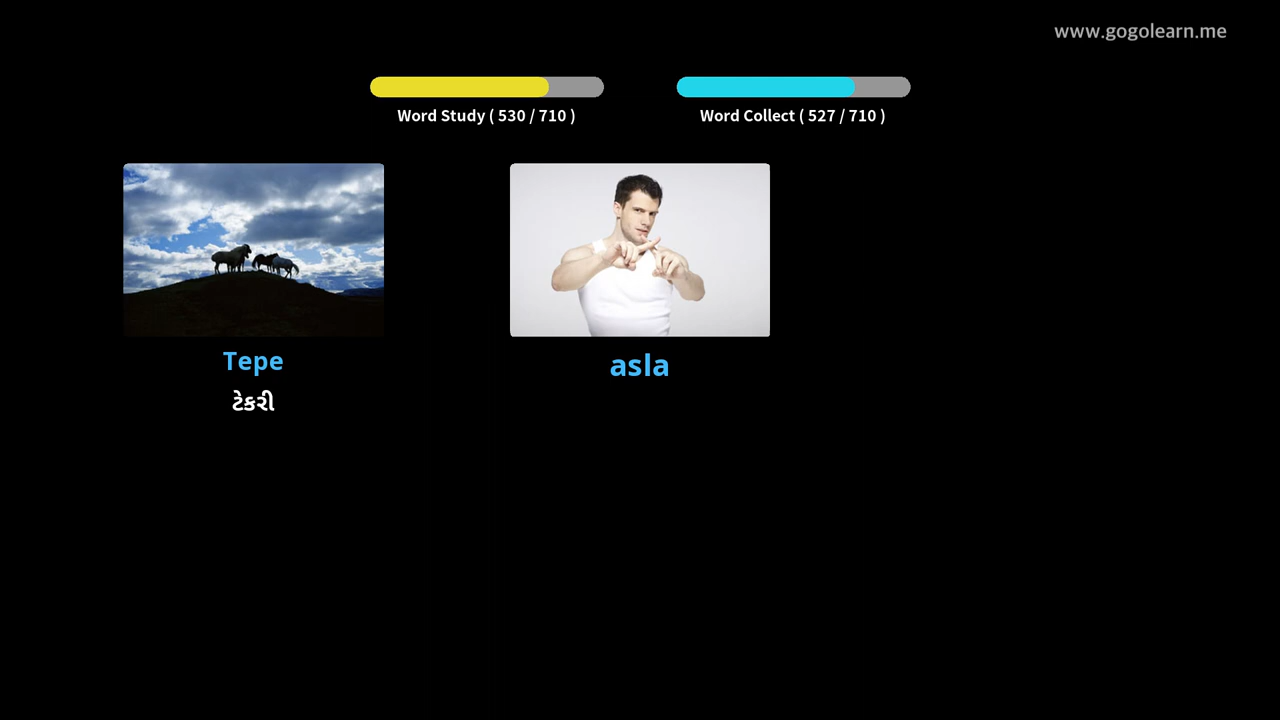 www.gogolearn.me
Word Study ( 530 / 710 )
Word Collect ( 527 / 710 )
Tepe
ટેકરી
asla